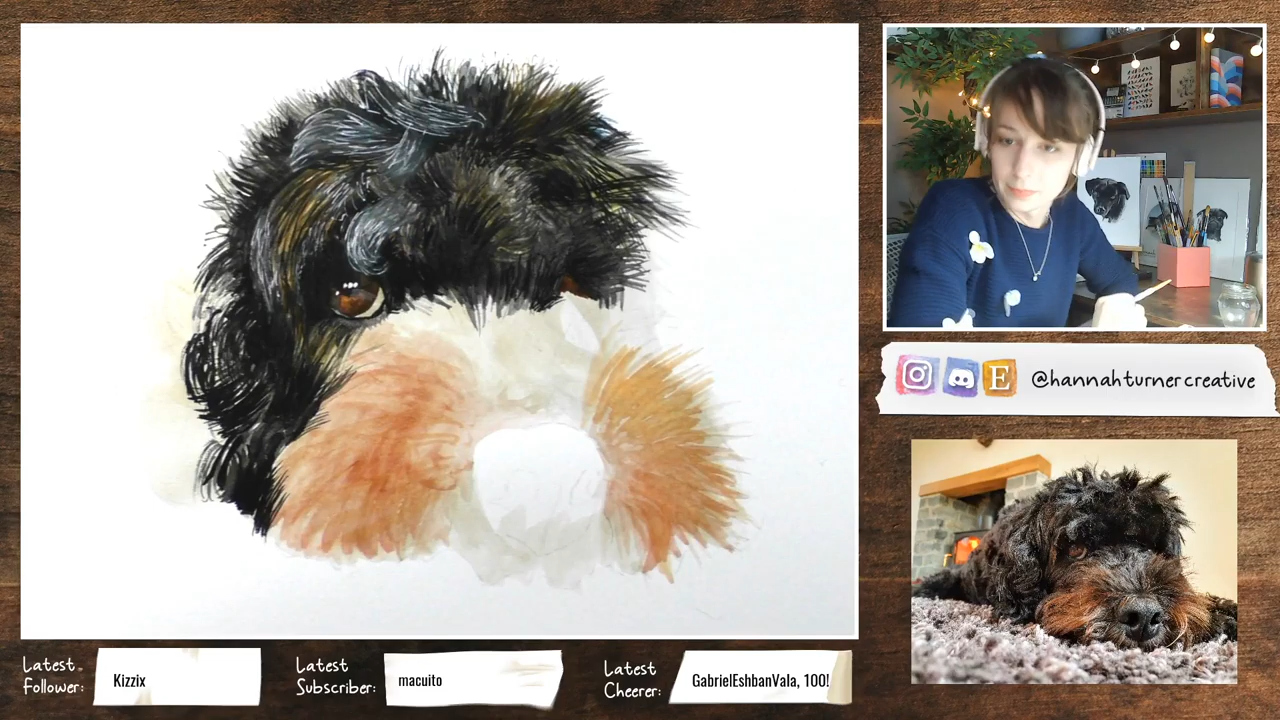 E
@hannahturnercreative
Latest
Follower:
Kizzix
Latest
Subscriber:
macuito
Latest
Cheerer:
GabrielEshbanVala, 100!